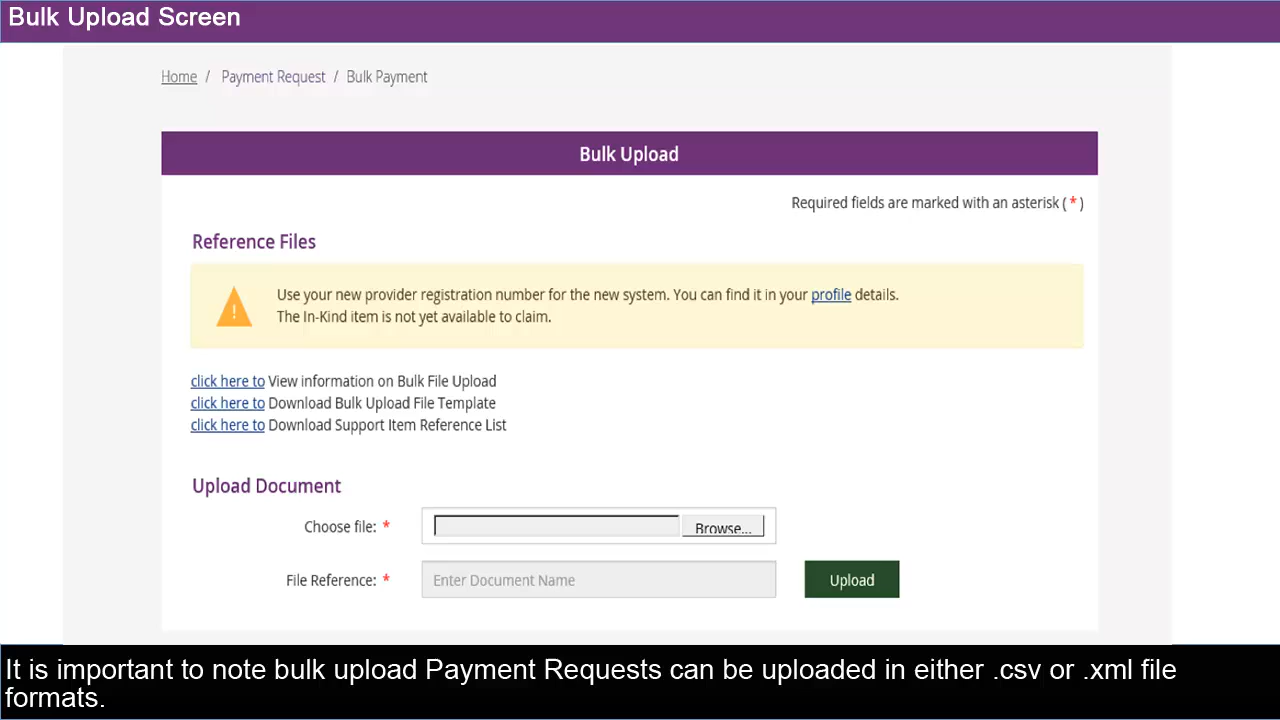 Bulk Upload Screen
Home / Payment Request / Bulk Payment
Bulk Upload
Required fields are marked with an asterisk ( * )
Reference Files
Use your new provider registration number for the new system. You can find it in your profile details.
The In-Kind item is not yet available to claim.
click here to View information on Bulk File Upload
click here to Download Bulk Upload File Template
click here to Download Support Item Reference List
Upload Document
Choose file: * Browse...
File Reference: * Enter Document Name Upload
It is important to note bulk upload Payment Requests can be uploaded in either .csv or .xml file
formats.